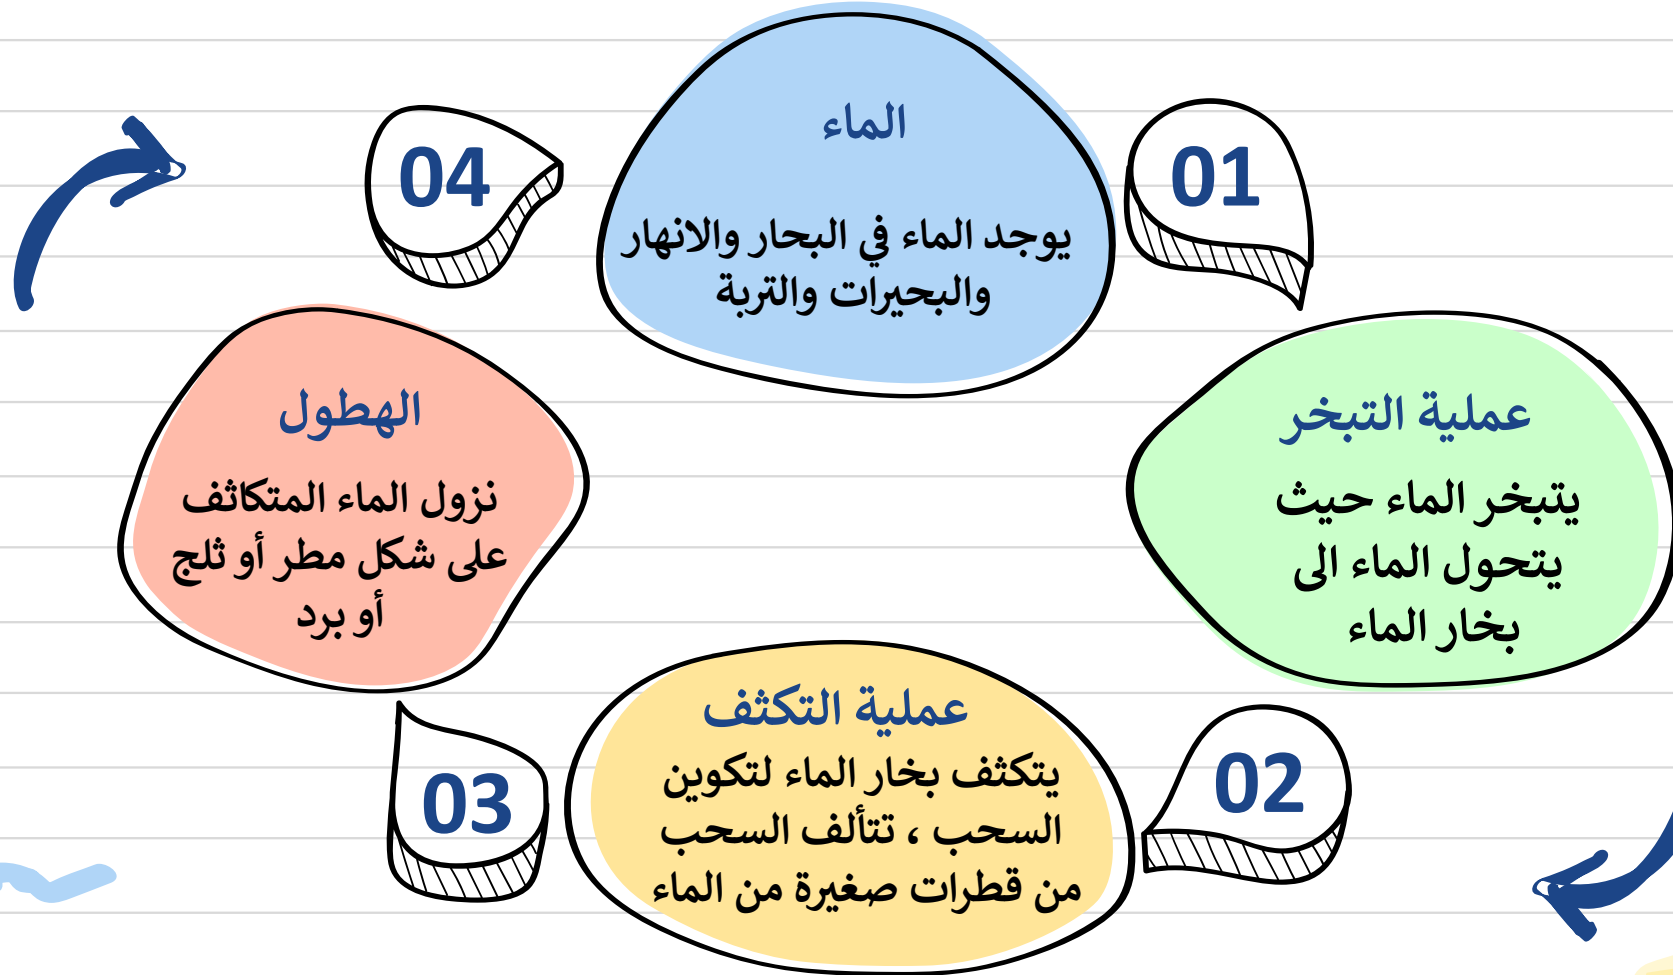 الماء
يوجد الماء في البحار والانهار
والبحيرات والتربة
01
عملية التبخر
يتبخر الماء حيث
يتحول الماء الى
بخار الماء
02
عملية التكثف
يتكثف بخار الماء لتكوين
السحب ، تتألف السحب
من قطرات صغيرة من الماء
03
الهطول
نزول الماء المتكاثف
على شكل مطر أو ثلج
أو برد
04